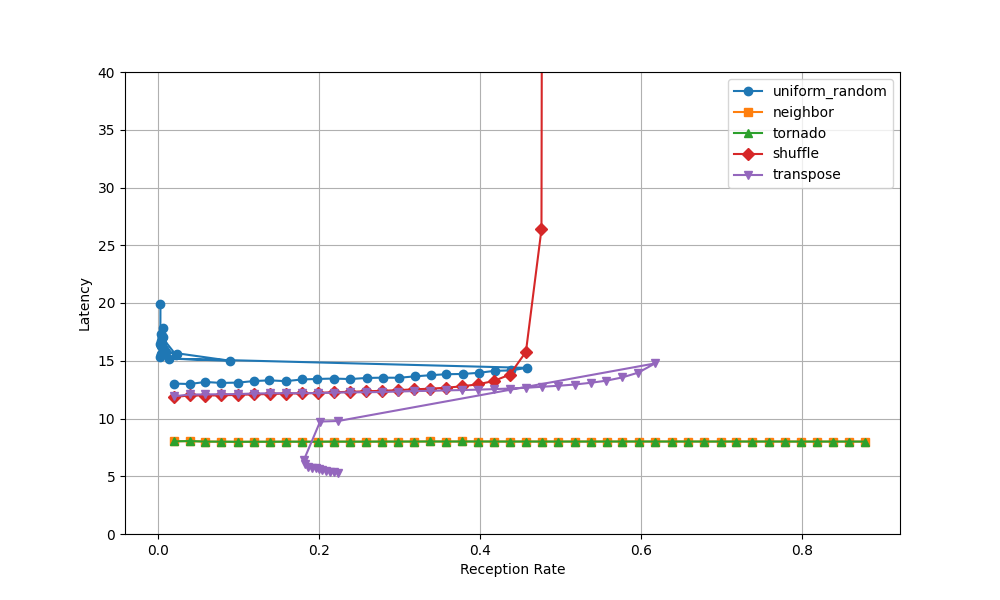 40
35
30
25
20
15
10
5
0
Latency
0.0
0.2
0.4
0.6
0.8
Reception Rate
uniform_random
neighbor
tornado
shuffle
transpose